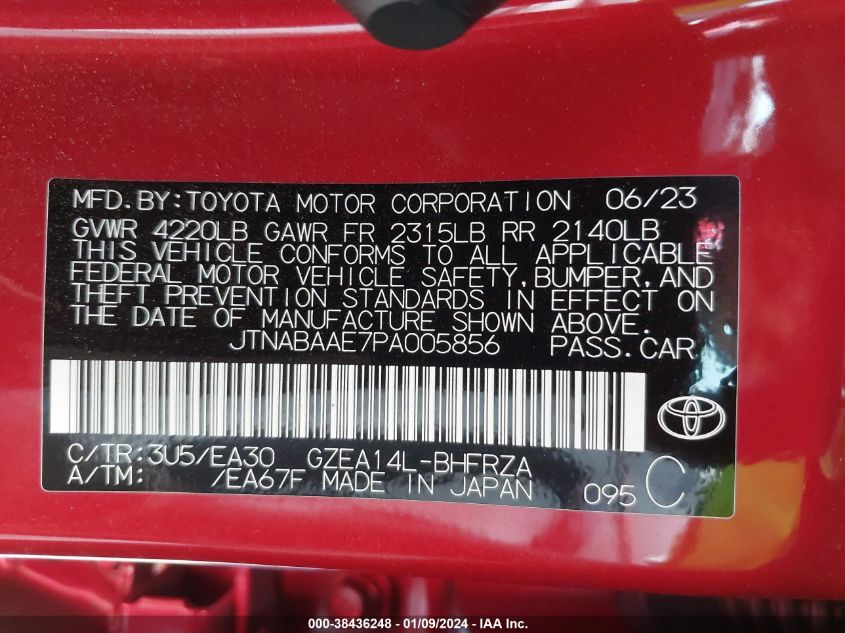 MFD.BY:TOYOTA MOTOR CORPORATION 06/23
GVWR 4220LB GAWR FR 2315LB RR 2140LB
THIS VEHICLE CONFORMS TO ALL APPLICABLE
FEDERAL MOTOR VEHICLE SAFETY,BUMPER,AND
THEFT PREVENTION STANDARDS IN EFFECT ON
THE DATE OF MANUFACTURE SHOWN ABOVE.
JTNABAAE7PA005856 PASS.CAR
C/TR:3U5/EA30 GZEA14L-BHFRZA
A/TM: /EA67F MADE IN JAPAN 095 C
000-38436248 - 01/09/2024 - IAA Inc.